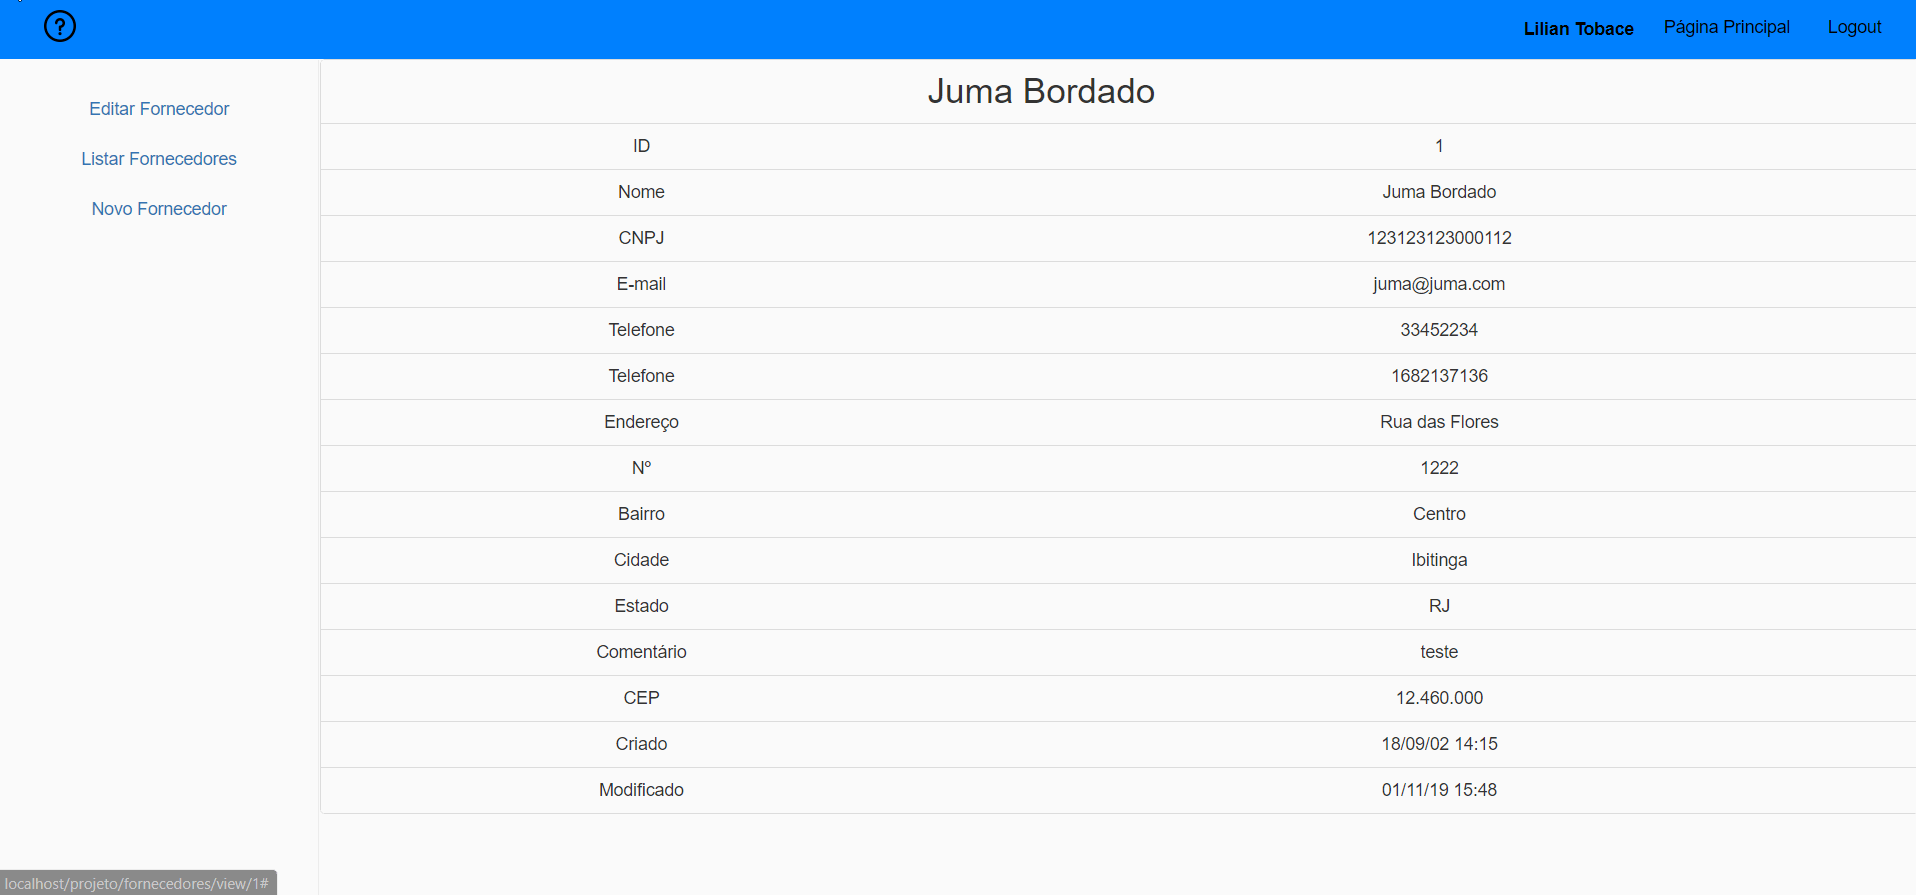 ?
Lilian Tobace Página Principal Logout
Editar Fornecedor
Listar Fornecedores
Novo Fornecedor
Juma Bordado
ID 1
Nome Juma Bordado
CNPJ 123123123000112
E-mail juma@juma.com
Telefone 33452234
Telefone 1682137136
Endereço Rua das Flores
Nº 1222
Bairro Centro
Cidade Ibitinga
Estado RJ
Comentário teste
CEP 12.460.000
Criado 18/09/02 14:15
Modificado 01/11/19 15:48
localhost/projeto/fornecedores/view/1#